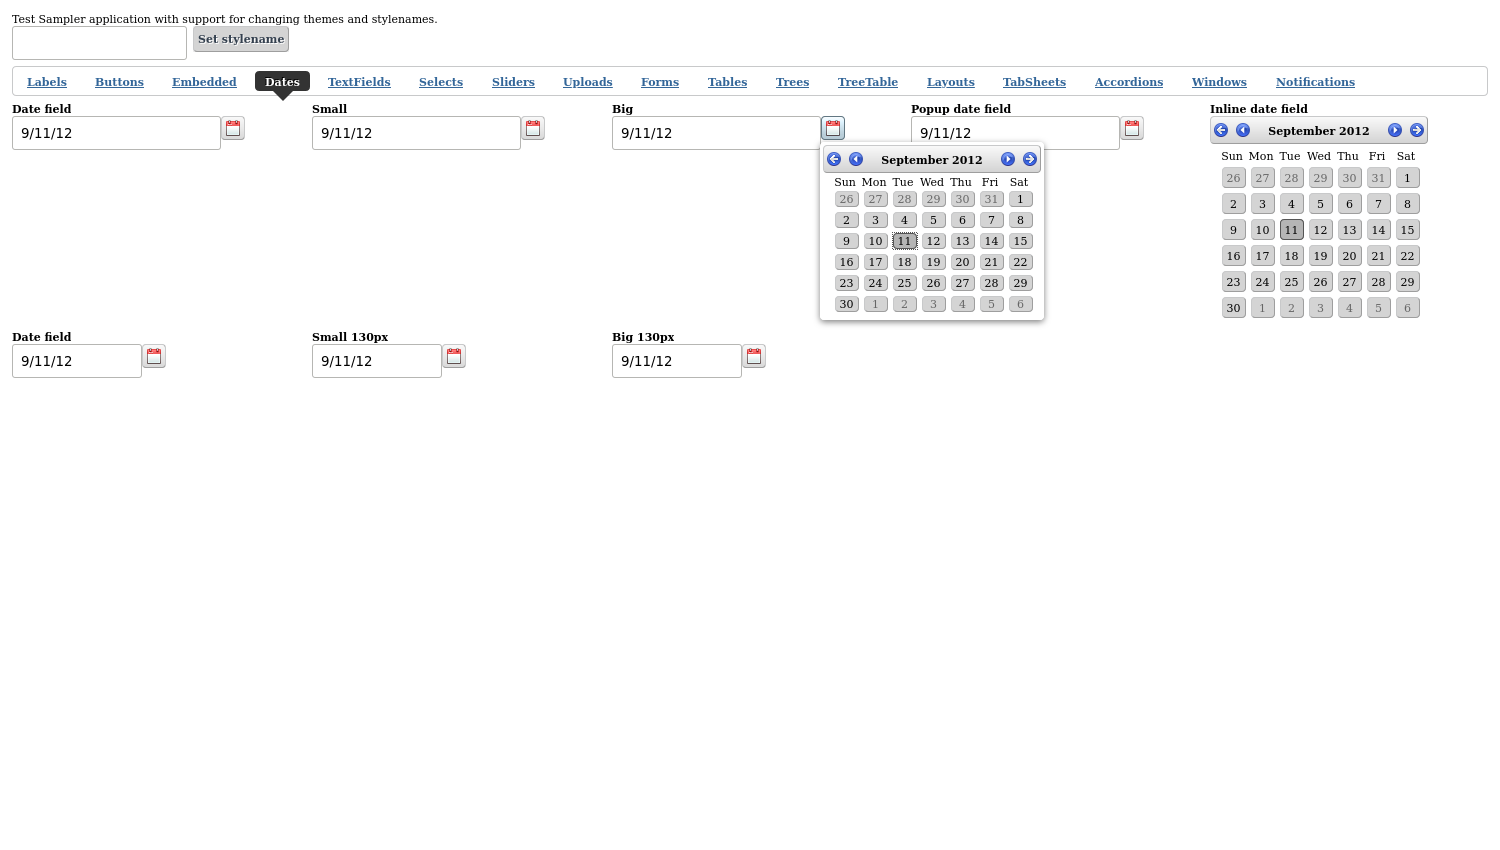 Test Sampler application with support for changing themes and stylenames.
Set stylename
Labels Buttons Embedded Dates TextFields Selects Sliders Uploads Forms Tables Trees TreeTable Layouts TabSheets Accordions Windows Notifications
Date field Small Big Popup date field Inline date field
9/11/12 9/11/12 9/11/12 9/11/12
September 2012
Sun Mon Tue Wed Thu Fri Sat
26 27 28 29 30 31 1
2 3 4 5 6 7 8
9 10 11 12 13 14 15
16 17 18 19 20 21 22
23 24 25 26 27 28 29
30 1 2 3 4 5 6
September 2012
Sun Mon Tue Wed Thu Fri Sat
26 27 28 29 30 31 1
2 3 4 5 6 7 8
9 10 11 12 13 14 15
16 17 18 19 20 21 22
23 24 25 26 27 28 29
30 1 2 3 4 5 6
Date field Small 130px Big 130px
9/11/12 9/11/12 9/11/12